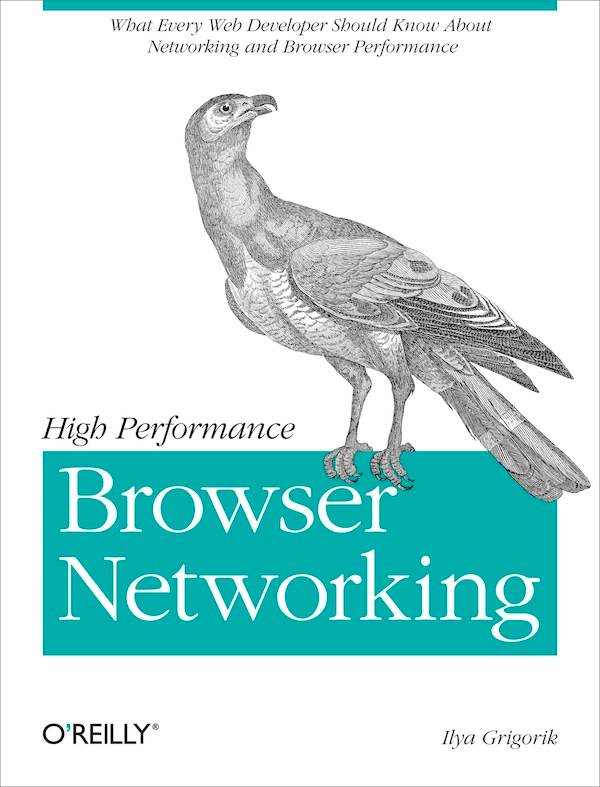 What Every Web Developer Should Know About
Networking and Browser Performance
High Performance
Browser
Networking
O'REILLY®
Ilya Grigorik